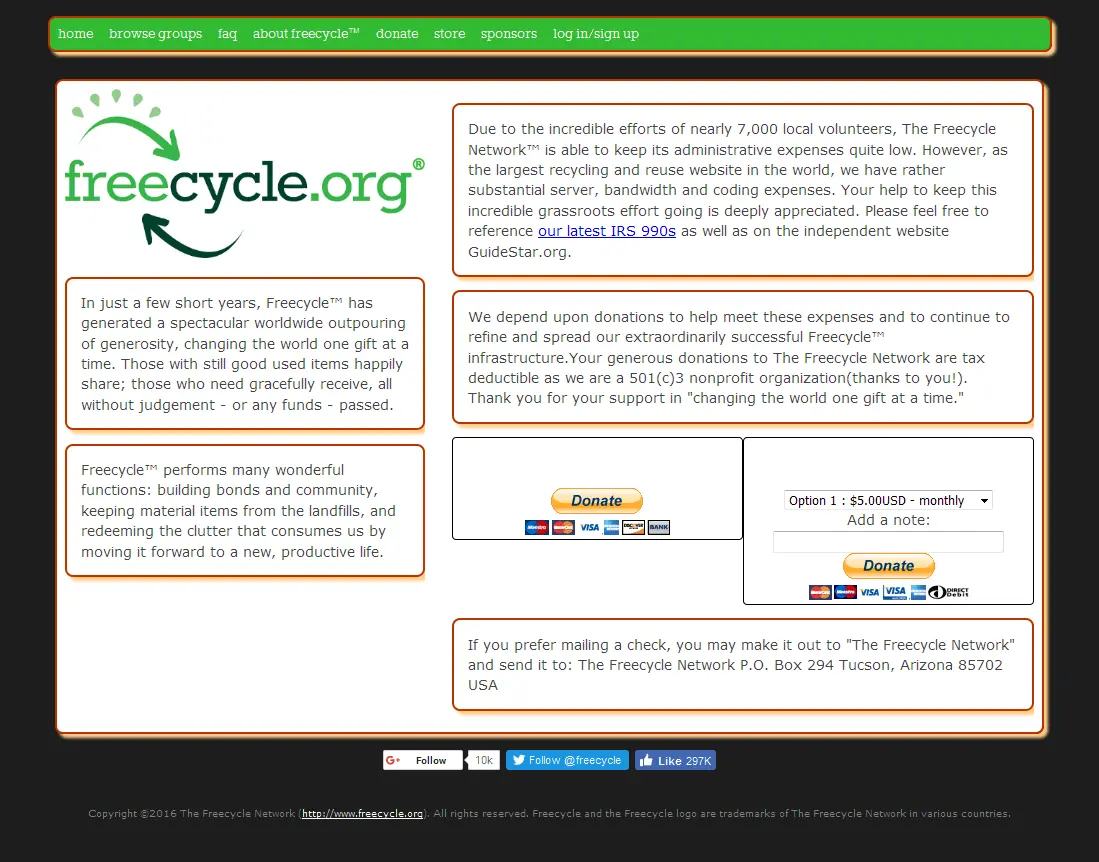 home browse groups faq about freecycle™ donate store sponsors log in/sign up
freecycle.org®
In just a few short years, Freecycle™ has
generated a spectacular worldwide outpouring
of generosity, changing the world one gift at a
time. Those with still good used items happily
share; those who need gracefully receive, all
without judgement - or any funds - passed.
Freecycle™ performs many wonderful
functions: building bonds and community,
keeping material items from the landfills, and
redeeming the clutter that consumes us by
moving it forward to a new, productive life.
Due to the incredible efforts of nearly 7,000 local volunteers, The Freecycle
Network™ is able to keep its administrative expenses quite low. However, as
the largest recycling and reuse website in the world, we have rather
substantial server, bandwidth and coding expenses. Your help to keep this
incredible grassroots effort going is deeply appreciated. Please feel free to
reference our latest IRS 990s as well as on the independent website
GuideStar.org.
We depend upon donations to help meet these expenses and to continue to
refine and spread our extraordinarily successful Freecycle™
infrastructure.Your generous donations to The Freecycle Network are tax
deductible as we are a 501(c)3 nonprofit organization(thanks to you!).
Thank you for your support in "changing the world one gift at a time."
Donate
Maestro MasterCard VISA DISCOVER BANK
Option 1 : $5.00USD - monthly
Add a note:
Donate
MasterCard Maestro VISA VISA DIRECT Debit
If you prefer mailing a check, you may make it out to "The Freecycle Network"
and send it to: The Freecycle Network P.O. Box 294 Tucson, Arizona 85702
USA
G+ Follow 10k Follow @freecycle Like 297K
Copyright ©2016 The Freecycle Network (http://www.freecycle.org). All rights reserved. Freecycle and the Freecycle logo are trademarks of The Freecycle Network in various countries.